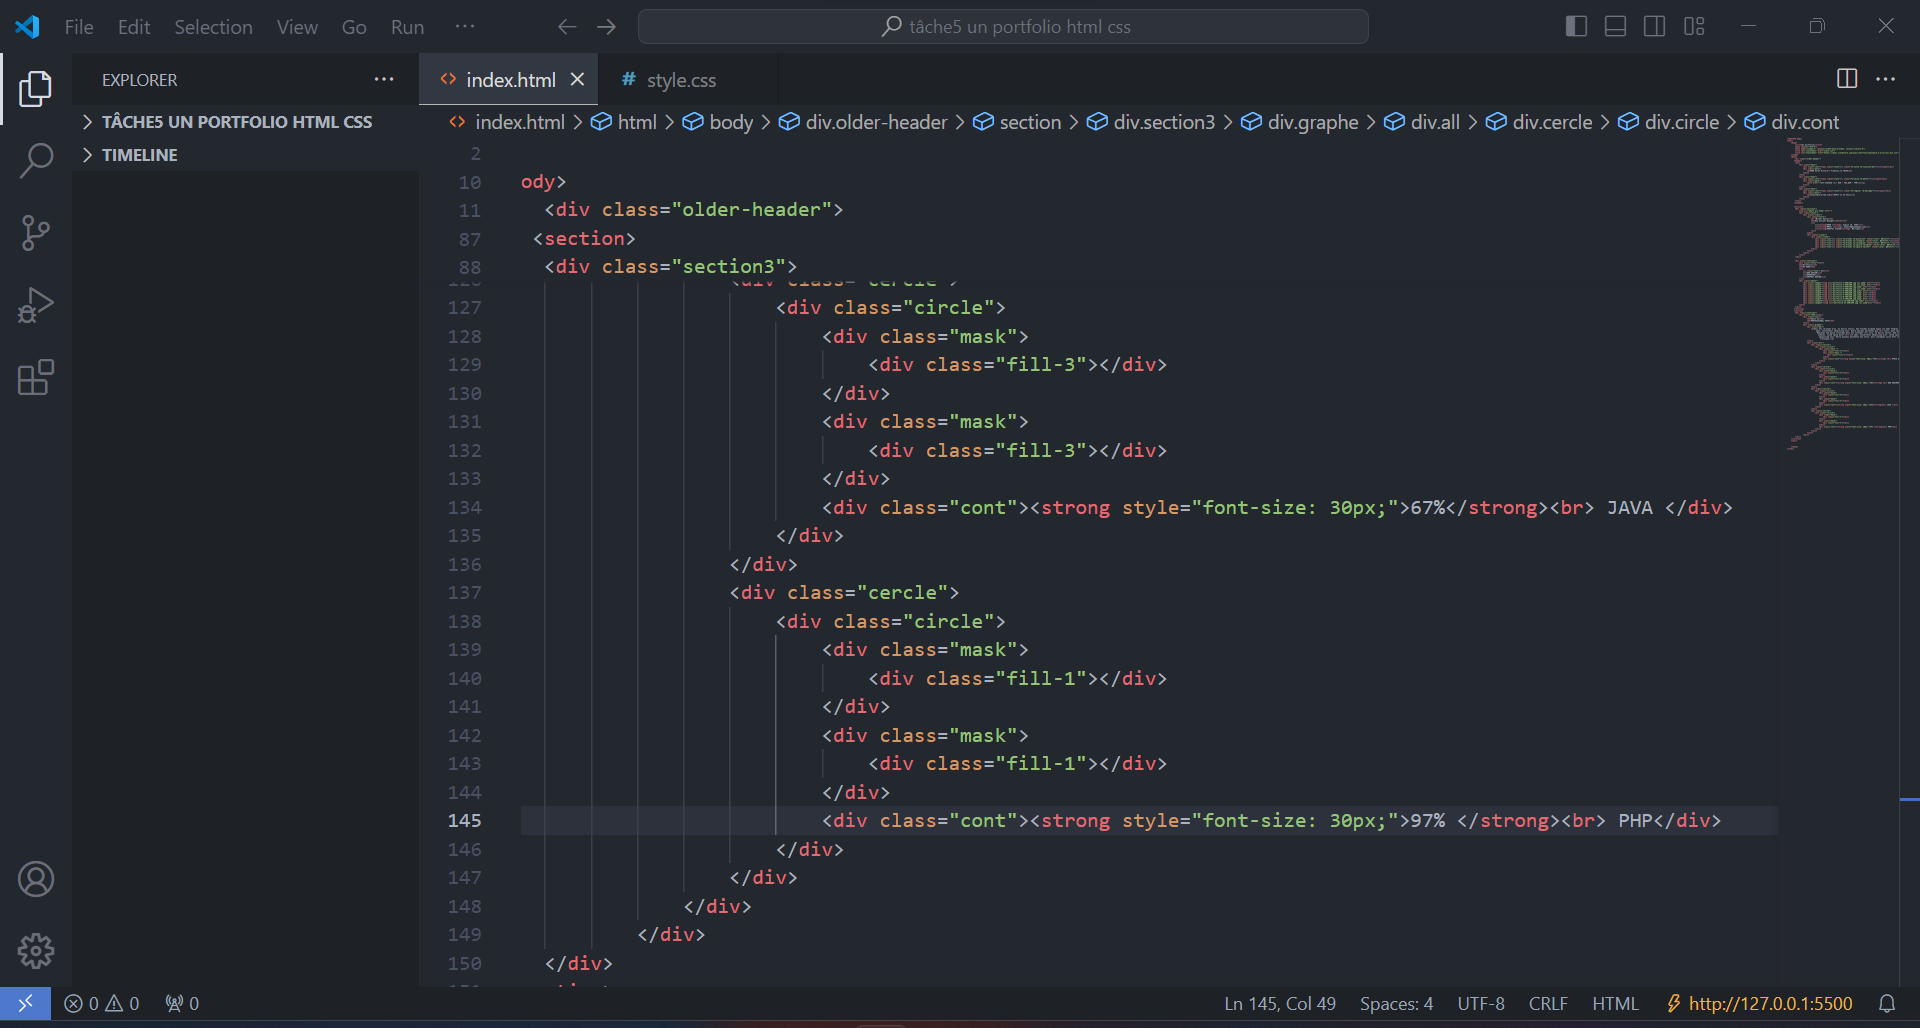 File Edit Selection View Go Run ···
tâche5 un portfolio html css
EXPLORER ···
index.html
# style.css
TÂCHE5 UN PORTFOLIO HTML CSS
TIMELINE
index.html > html > body > div.older-header > section > div.section3 > div.graphe > div.all > div.cercle > div.circle > div.cont
2
10 ody>
11 <div class="older-header">
87 <section>
88 <div class="section3">
<div class="cercle">
127 <div class="circle">
128 <div class="mask">
129 <div class="fill-3"></div>
130 </div>
131 <div class="mask">
132 <div class="fill-3"></div>
133 </div>
134 <div class="cont"><strong style="font-size: 30px;">67%</strong><br> JAVA </div>
135 </div>
136 </div>
137 <div class="cercle">
138 <div class="circle">
139 <div class="mask">
140 <div class="fill-1"></div>
141 </div>
142 <div class="mask">
143 <div class="fill-1"></div>
144 </div>
145 <div class="cont"><strong style="font-size: 30px;">97% </strong><br> PHP</div>
146 </div>
147 </div>
148 </div>
149 </div>
150 </div>
0 0 0
Ln 145, Col 49 Spaces: 4 UTF-8 CRLF HTML http://127.0.0.1:5500